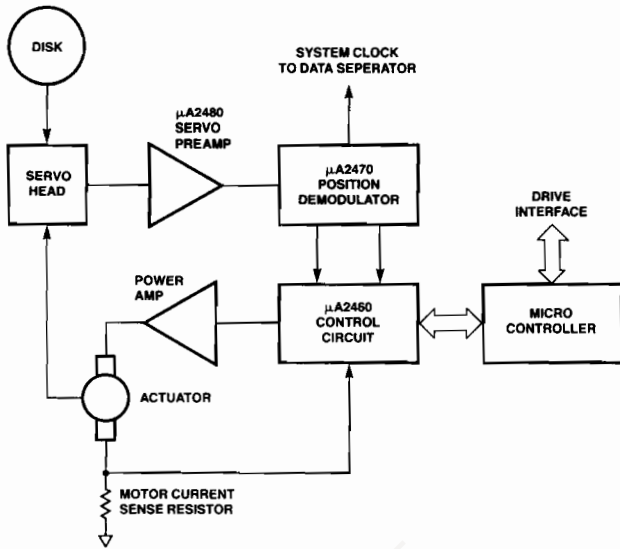 DISK
SYSTEM CLOCK
TO DATA SEPERATOR
µA2480
SERVO
PREAMP
SERVO
HEAD
µA2470
POSITION
DEMODULATOR
DRIVE
INTERFACE
POWER
AMP
µA2460
CONTROL
CIRCUIT
MICRO
CONTROLLER
ACTUATOR
MOTOR CURRENT
SENSE RESISTOR